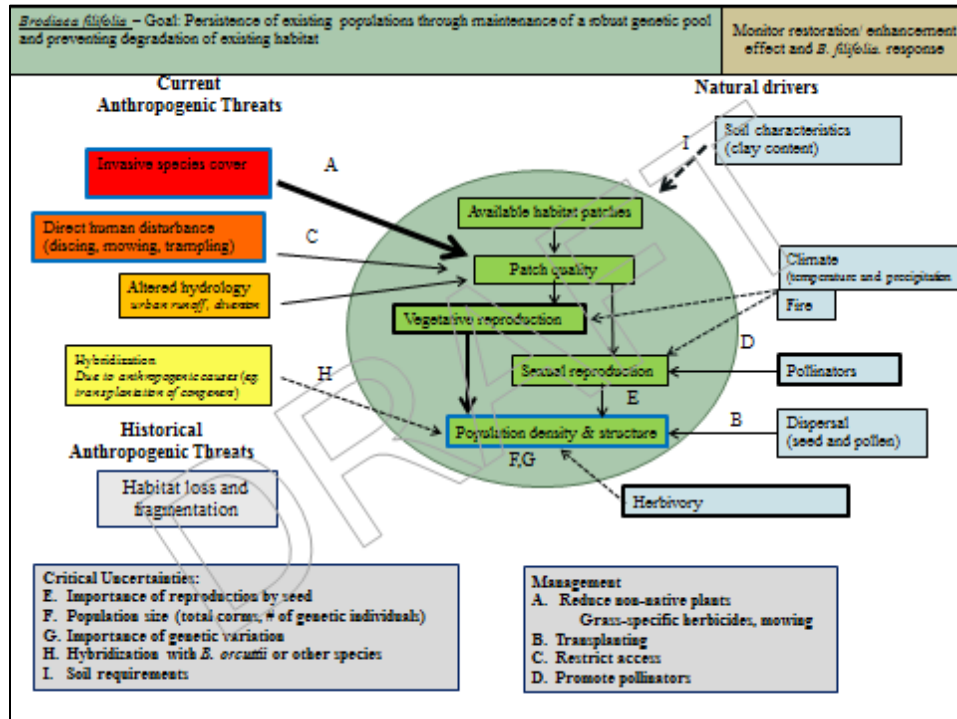 Brodiaea filifolia – Goal: Persistence of existing populations through maintenance of a robust genetic pool
and preventing degradation of existing habitat
Monitor restoration/ enhancement
effect and B. filifolia. response
Current
Anthropogenic Threats
Natural drivers
Soil characteristics
(clay content)
I
Invasive species cover
A
Available habitat patches
Direct human disturbance
(discing, mowing, trampling)
C
Patch quality
Climate
(temperature and precipitation
Altered hydrology
urban runoff, diversion
Vegetative reproduction
Fire
D
Hybridization
Due to anthropogenic causes (eg.
transplantation of congeners)
H
Sexual reproduction
Pollinators
E
Historical
Anthropogenic Threats
Population density & structure
B
Dispersal
(seed and pollen)
F,G
Habitat loss and
fragmentation
Herbivory
Critical Uncertainties:
E. Importance of reproduction by seed
F. Population size (total corms, # of genetic individuals)
G. Importance of genetic variation
H. Hybridization with B. orcuttii or other species
I. Soil requirements
Management
A. Reduce non-native plants
Grass-specific herbicides, mowing
B. Transplanting
C. Restrict access
D. Promote pollinators
DRAFT